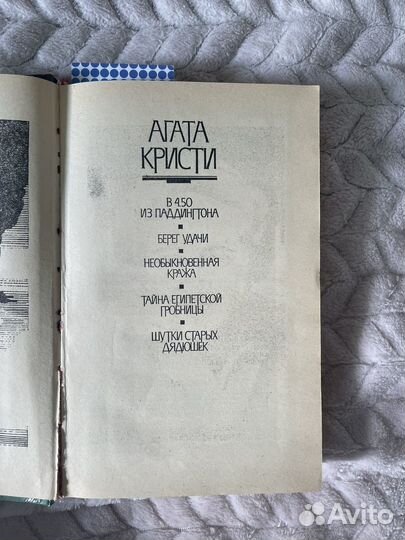 АГАТА
КРИСТИ
В 4.50
ИЗ ПАДДИНГТОНА
БЕРЕГ УДАЧИ
НЕОБЫКНОВЕННАЯ
КРАЖА
ТАЙНА ЕГИПЕТСКОЙ
ГРОБНИЦЫ
ШУТКИ СТАРЫХ
ДЯДЮШЕК
Avito